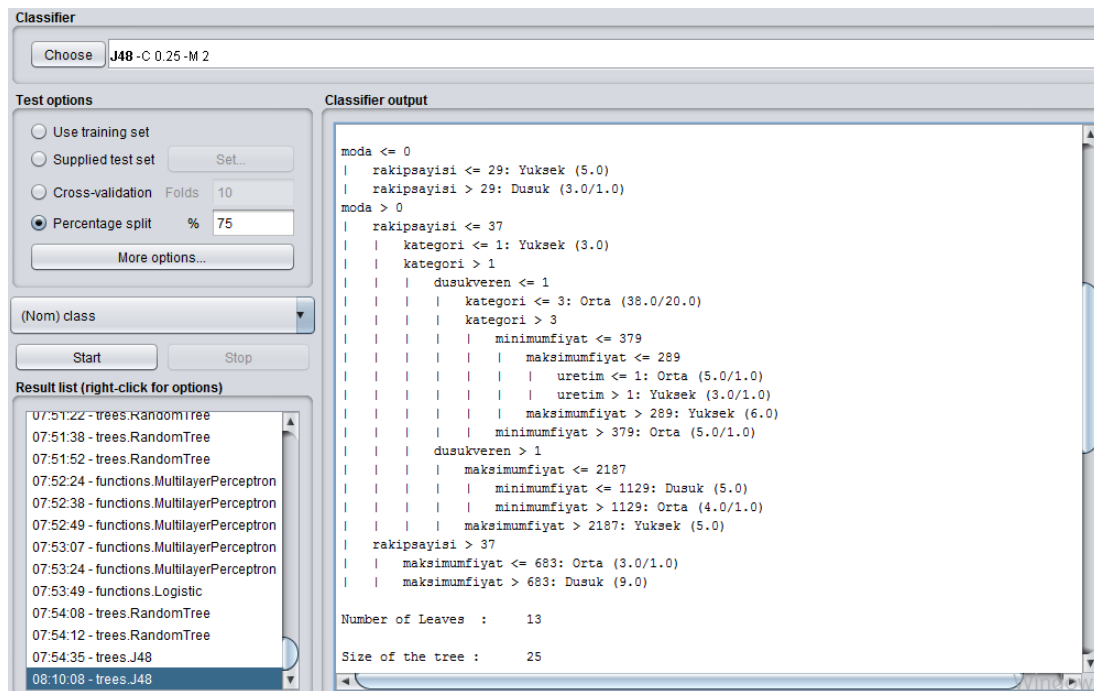 Classifier
Choose J48 -C 0.25 -M 2
Test options
Use training set
Supplied test set Set...
Cross-validation Folds 10
Percentage split % 75
More options...
(Nom) class
Start Stop
Result list (right-click for options)
07:51:22 - trees.RandomTree
07:51:38 - trees.RandomTree
07:51:52 - trees.RandomTree
07:52:24 - functions.MultilayerPerceptron
07:52:38 - functions.MultilayerPerceptron
07:52:49 - functions.MultilayerPerceptron
07:53:07 - functions.MultilayerPerceptron
07:53:24 - functions.MultilayerPerceptron
07:53:49 - functions.Logistic
07:54:08 - trees.RandomTree
07:54:12 - trees.RandomTree
07:54:35 - trees.J48
08:10:08 - trees.J48
Classifier output
moda <= 0
| rakipsayisi <= 29: Yuksek (5.0)
| rakipsayisi > 29: Dusuk (3.0/1.0)
moda > 0
| rakipsayisi <= 37
| | kategori <= 1: Yuksek (3.0)
| | kategori > 1
| | | dusukveren <= 1
| | | | kategori <= 3: Orta (38.0/20.0)
| | | | kategori > 3
| | | | | minimumfiyat <= 379
| | | | | | maksimumfiyat <= 289
| | | | | | | uretim <= 1: Orta (5.0/1.0)
| | | | | | | uretim > 1: Yuksek (3.0/1.0)
| | | | | | maksimumfiyat > 289: Yuksek (6.0)
| | | | | minimumfiyat > 379: Orta (5.0/1.0)
| | | dusukveren > 1
| | | | maksimumfiyat <= 2187
| | | | | minimumfiyat <= 1129: Dusuk (5.0)
| | | | | minimumfiyat > 1129: Orta (4.0/1.0)
| | | | maksimumfiyat > 2187: Yuksek (5.0)
| rakipsayisi > 37
| | maksimumfiyat <= 683: Orta (3.0/1.0)
| | maksimumfiyat > 683: Dusuk (9.0)
Number of Leaves : 13
Size of the tree : 25